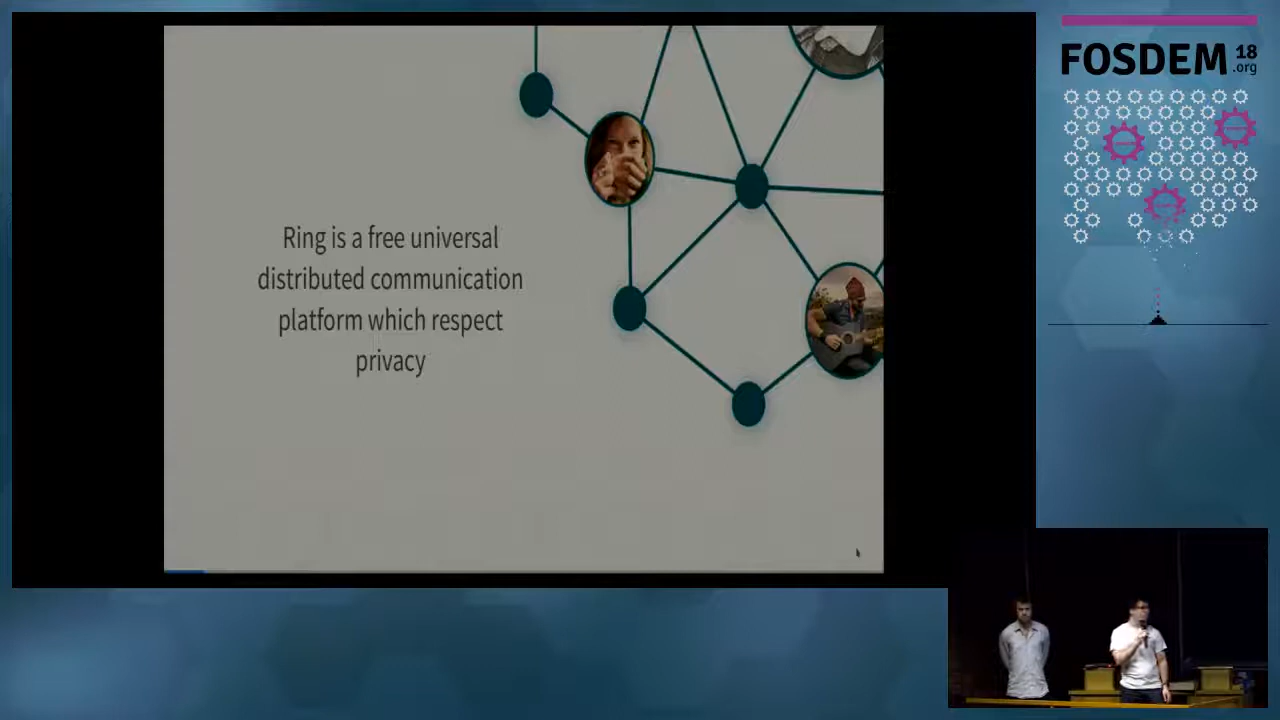 Ring is a free universal
distributed communication
platform which respect
privacy
FOSDEM 18
.org